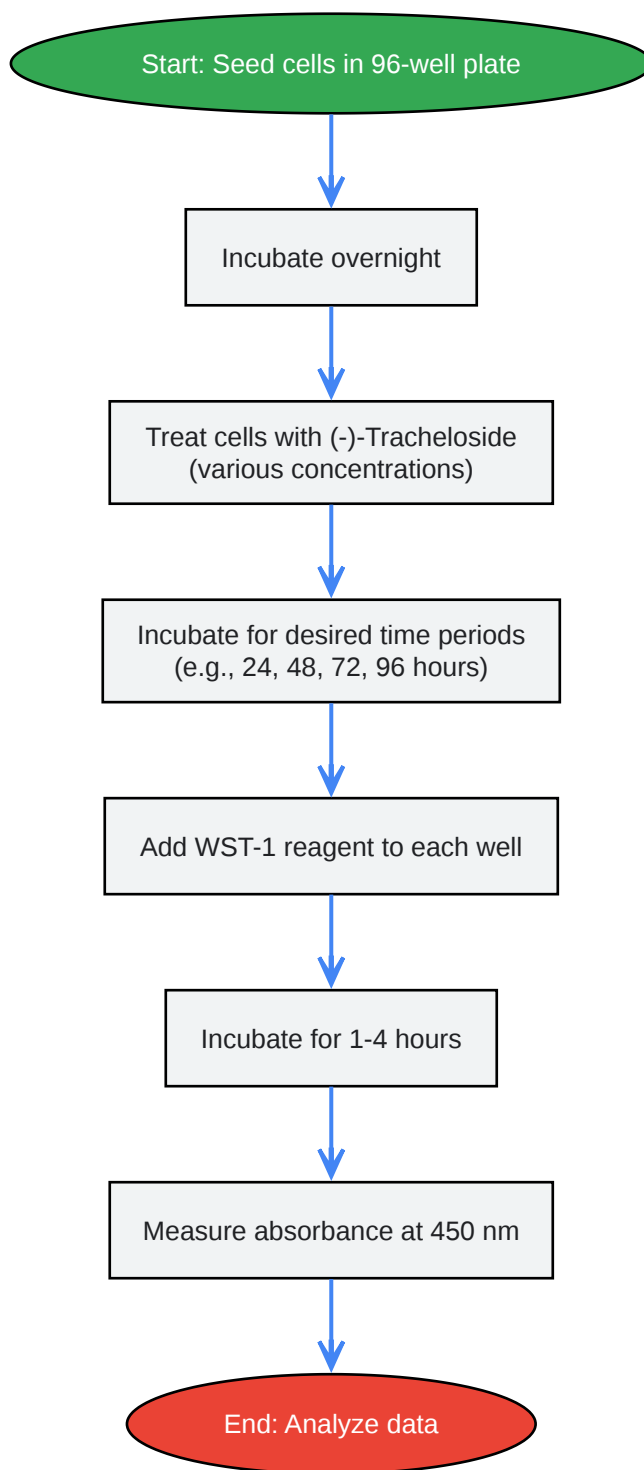 Start: Seed cells in 96-well plate
Incubate overnight
Treat cells with (-)-Tracheloside
(various concentrations)
Incubate for desired time periods
(e.g., 24, 48, 72, 96 hours)
Add WST-1 reagent to each well
Incubate for 1-4 hours
Measure absorbance at 450 nm
End: Analyze data